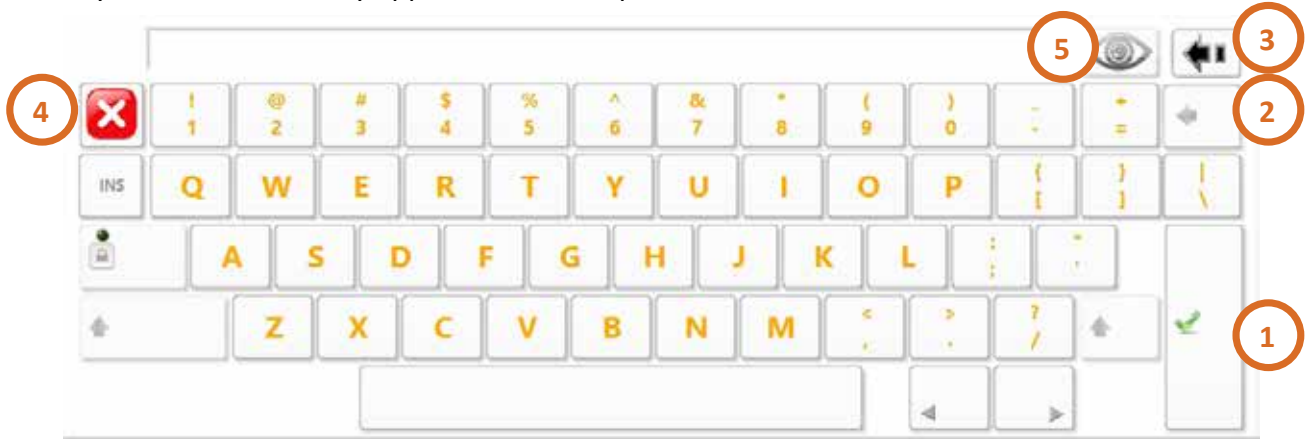 5 3
4 ! @ # $ % ^ & * ( ) _ + 2
1 2 3 4 5 6 7 8 9 0 - =
INS Q W E R T Y U I O P { } |
[ ] \
A S D F G H J K L : "
; '
Z X C V B N M < > ? 1
, . /